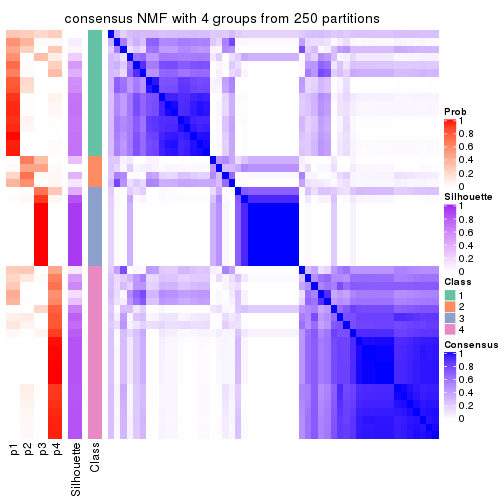 consensus NMF with 4 groups from 250 partitions
Prob
1
0.8
0.6
0.4
0.2
0
Silhouette
1
0.8
0.6
0.4
0.2
0
Class
1
2
3
4
Consensus
1
0.8
0.6
0.4
0.2
0
p1
p2
p3
p4
Silhouette
Class